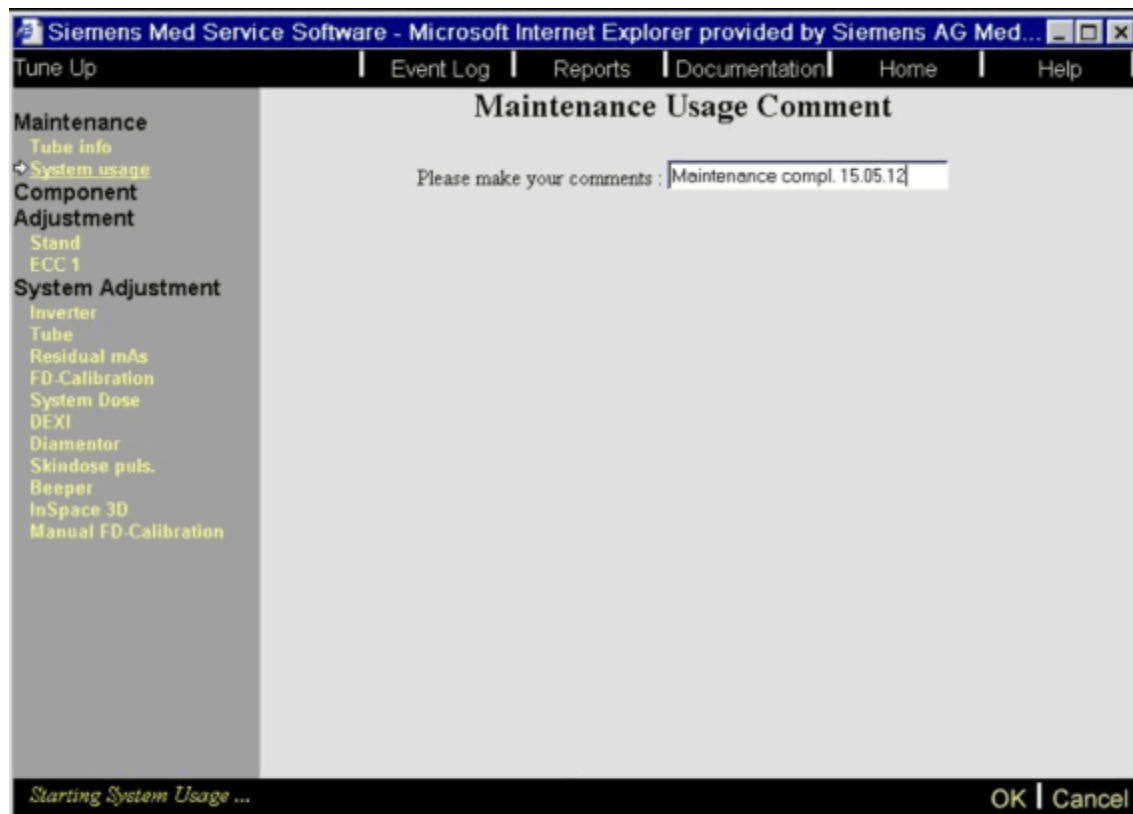 Siemens Med Service Software - Microsoft Internet Explorer provided by Siemens AG Med...
Tune Up
Event Log
Reports
Documentation
Home
Help
Maintenance
Tube info
System usage
Component
Adjustment
Stand
ECC 1
System Adjustment
Inverter
Tube
Residual mAs
FD-Calibration
System Dose
DEXI
Diamentor
Skindose puls.
Beeper
InSpace 3D
Manual FD-Calibration
Maintenance Usage Comment
Please make your comments : Maintenance compl. 15.05.12
Starting System Usage ...
OK
Cancel